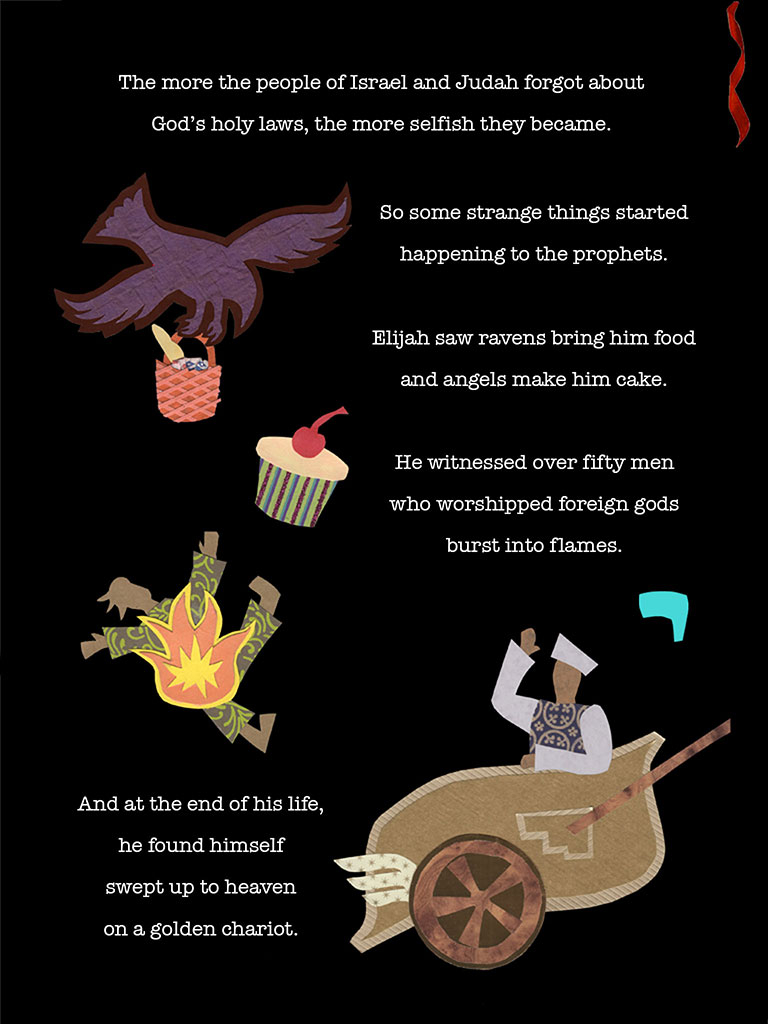 The more the people of Israel and Judah forgot about
God’s holy laws, the more selfish they became.
So some strange things started
happening to the prophets.
Elijah saw ravens bring him food
and angels make him cake.
He witnessed over fifty men
who worshipped foreign gods
burst into flames.
And at the end of his life,
he found himself
swept up to heaven
on a golden chariot.